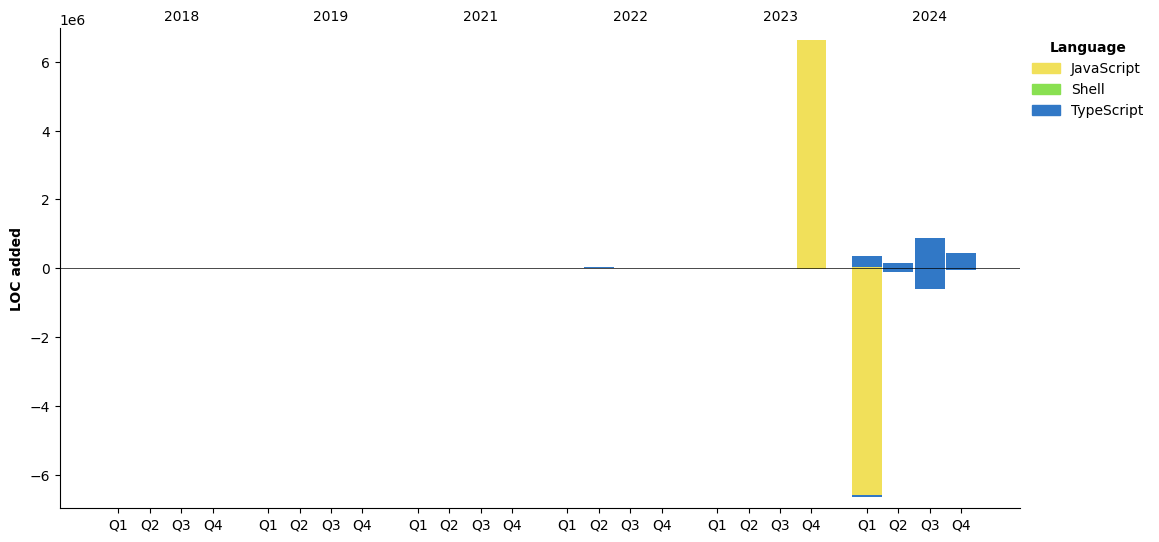 1e6
2018 2019 2021 2022 2023 2024
Language
JavaScript
Shell
TypeScript
LOC added
6
4
2
0
−2
−4
−6
Q1 Q2 Q3 Q4 Q1 Q2 Q3 Q4 Q1 Q2 Q3 Q4 Q1 Q2 Q3 Q4 Q1 Q2 Q3 Q4 Q1 Q2 Q3 Q4